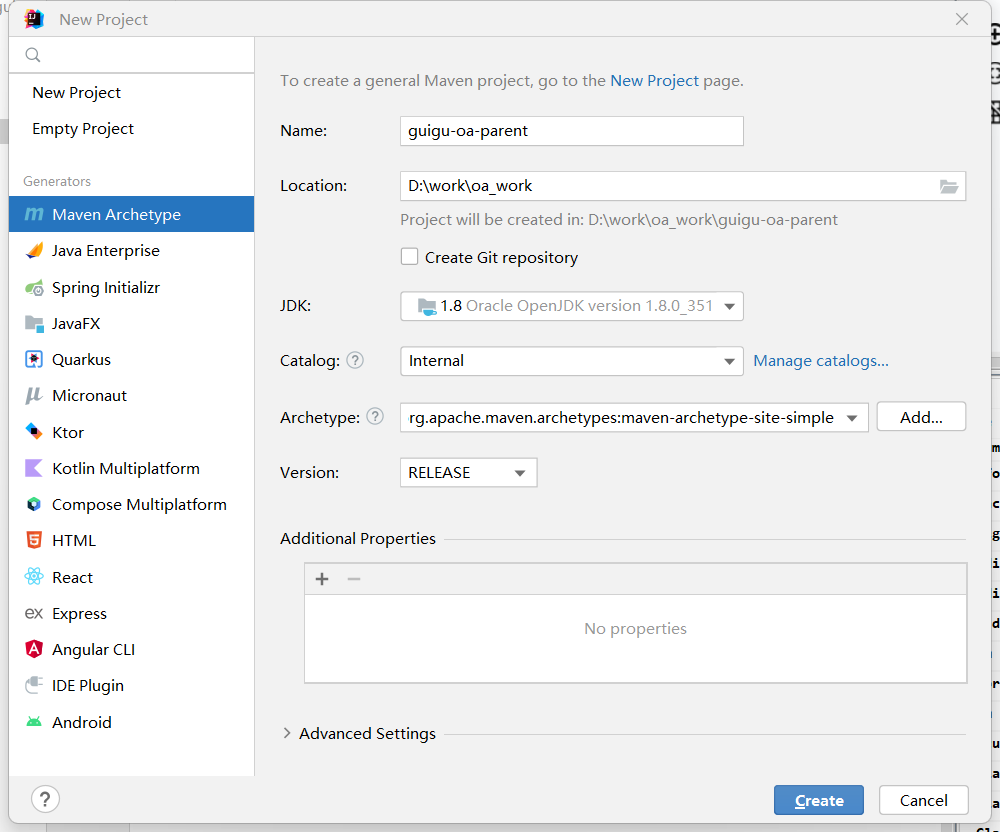 New Project
New Project
Empty Project
Generators
Maven Archetype
Java Enterprise
Spring Initializr
JavaFX
Quarkus
Micronaut
Ktor
Kotlin Multiplatform
Compose Multiplatform
HTML
React
Express
Angular CLI
IDE Plugin
Android
To create a general Maven project, go to the New Project page.
Name: guigu-oa-parent
Location: D:\work\oa_work
Project will be created in: D:\work\oa_work\guigu-oa-parent
Create Git repository
JDK: 1.8 Oracle OpenJDK version 1.8.0_351
Catalog: ? Internal Manage catalogs...
Archetype: ? rg.apache.maven.archetypes:maven-archetype-site-simple Add...
Version: RELEASE
Additional Properties
No properties
Advanced Settings
? Create Cancel